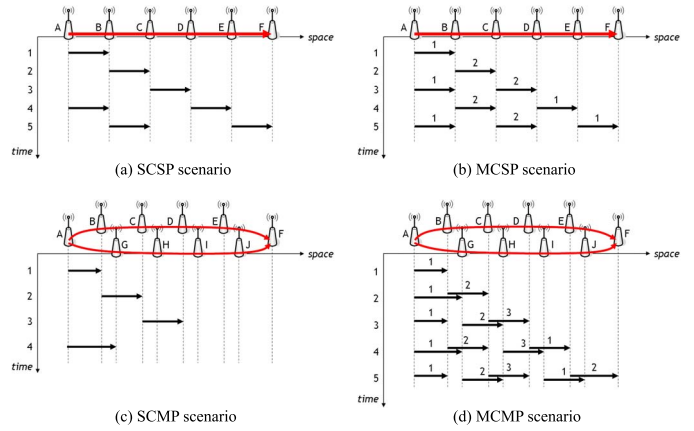 A B C D E F space
1
2
3
4
5
time
(a) SCSP scenario
A B C D E F space
1 1
2 2
3 1 2
4 2 1
5 1 2 1
time
(b) MCSP scenario
B C D E
A G H I J F
space
1
2
3
4
time
(c) SCMP scenario
B C D E
A G H I J F
space
1 1
2 1 2
3 1 2 3
4 1 2 3 1
5 1 2 3 1 2
time
(d) MCMP scenario